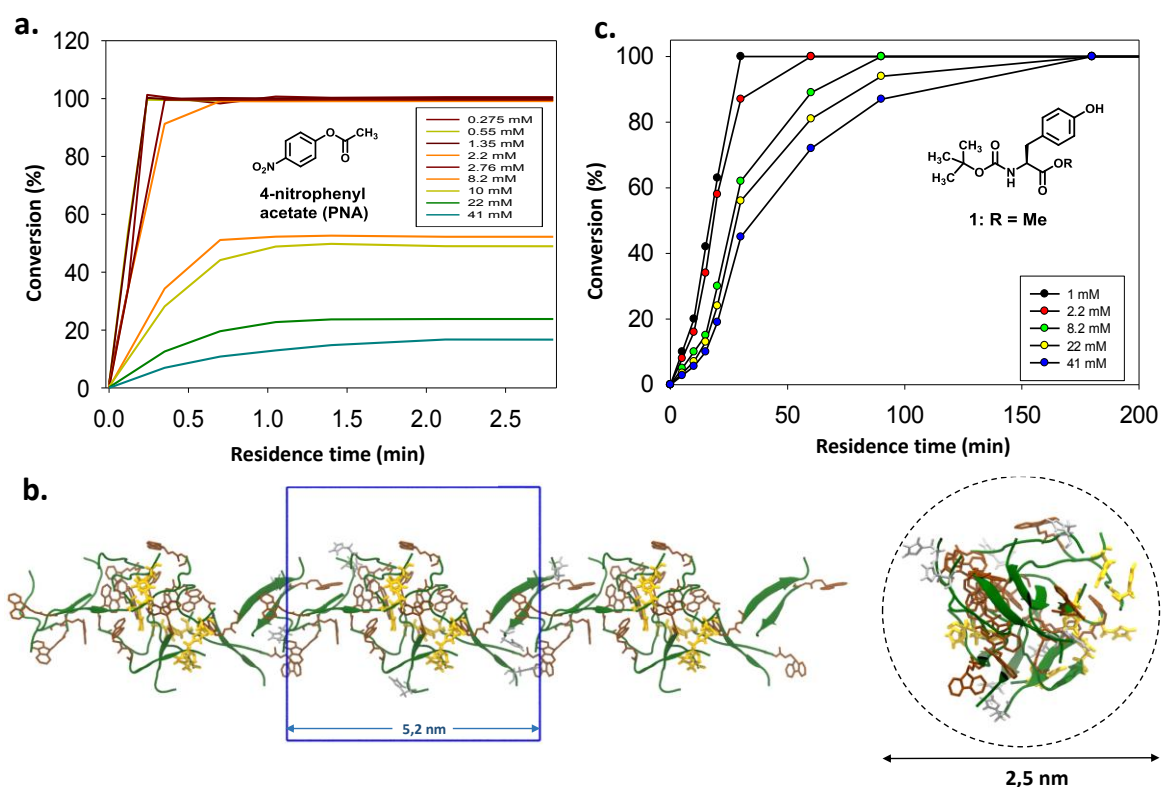 a.
120
100
80
60
40
20
0
Conversion (%)
0.0
0.5
1.0
1.5
2.0
2.5
Residence time (min)
O
CH3
O
NO2
4-nitrophenyl
acetate (PNA)
0.275 mM
0.55 mM
1.35 mM
2.2 mM
2.76 mM
8.2 mM
10 mM
22 mM
41 mM
c.
100
80
60
40
20
0
Conversion (%)
0
50
100
150
200
Residence time (min)
OH
CH3
O
H3C
OR
CH3
O
N
H
O
1: R = Me
1 mM
2.2 mM
8.2 mM
22 mM
41 mM
b.
5,2 nm
2,5 nm